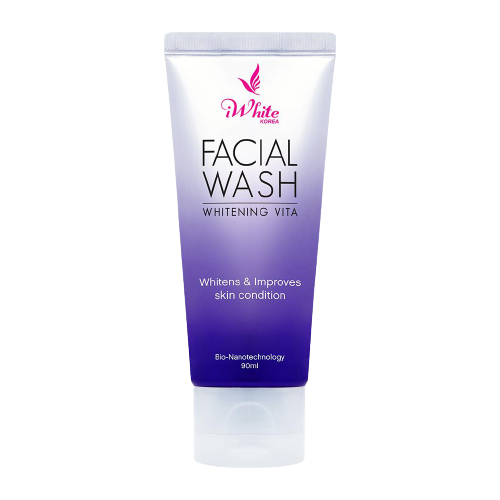 iWhite
KOREA
FACIAL
WASH
WHITENING VITA
Whitens & Improves
skin condition
Bio-Nanotechnology
90ml